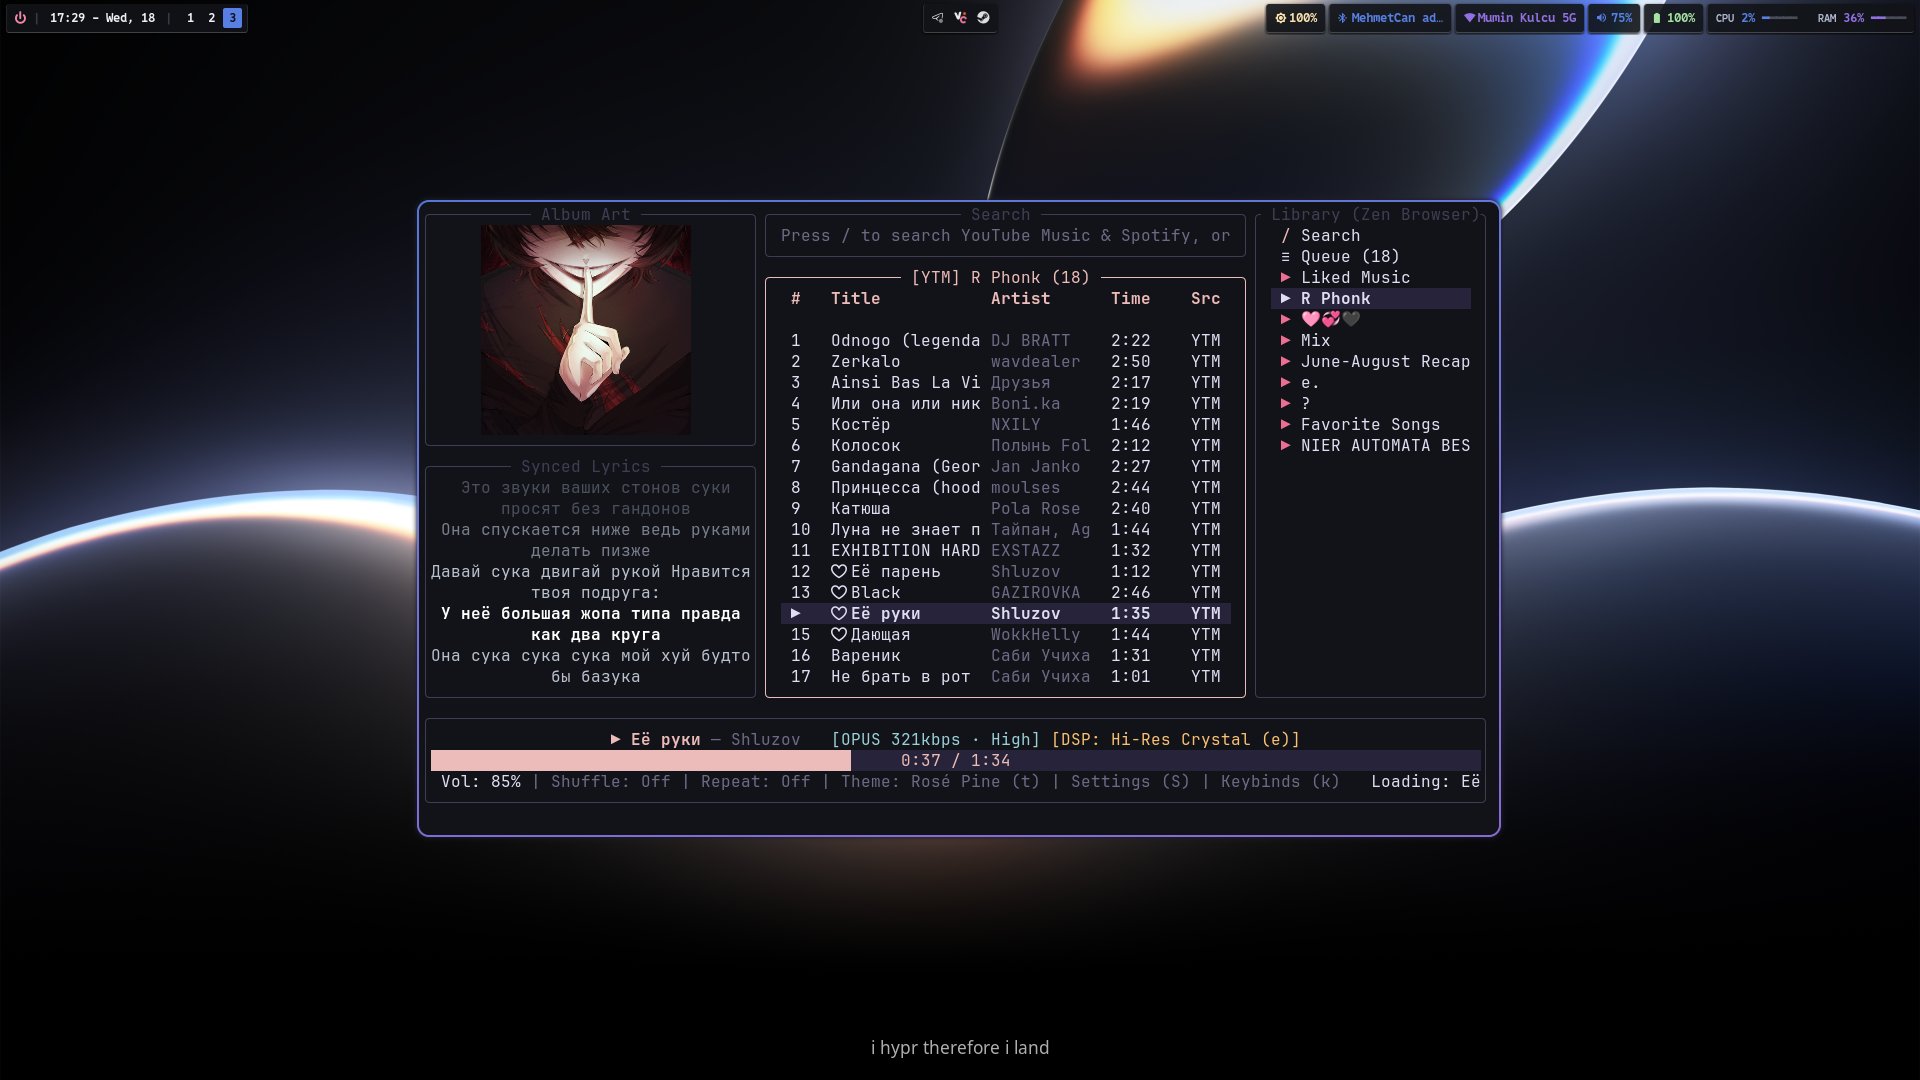 17:29 – Wed, 18 | 1 2 3
100%
MehmetCan ad…
Mumin Kulcu 5G
75%
100%
CPU 2%
RAM 36%
Album Art
Synced Lyrics
Это звуки ваших стонов суки
просят без гандонов
Она спускается ниже ведь руками
делать пизже
Давай сука двигай рукой Нравится
твоя подруга:
У неё большая жопа типа правда
как два круга
Она сука сука сука мой хуй будто
бы базука
Search
Press / to search YouTube Music & Spotify, or
[YTM] R Phonk (18)
# Title Artist Time Src
1 Odnogo (legenda DJ BRATT 2:22 YTM
2 Zerkalo wavdealer 2:50 YTM
3 Ainsi Bas La Vi Друзья 2:17 YTM
4 Или она или ник Boni.ka 2:19 YTM
5 Костёр NXILY 1:46 YTM
6 Колосок Полынь Fol 2:12 YTM
7 Gandagana (Geor Jan Janko 2:27 YTM
8 Принцесса (hood moulses 2:44 YTM
9 Катюша Pola Rose 2:40 YTM
10 Луна не знает п Тайпан, Ag 1:44 YTM
11 EXHIBITION HARD EXSTAZZ 1:32 YTM
12 ♡ Её парень Shluzov 1:12 YTM
13 ♡ Black GAZIROVKA 2:46 YTM
▶ ♡ Её руки Shluzov 1:35 YTM
15 ♡ Дающая WokkHelly 1:44 YTM
16 Вареник Саби Учиха 1:31 YTM
17 Не брать в рот Саби Учиха 1:01 YTM
Library (Zen Browser)
/ Search
≡ Queue (18)
▶ Liked Music
▶ R Phonk
▶ 🩷💞🖤
▶ Mix
▶ June-August Recap
▶ e.
▶ ?
▶ Favorite Songs
▶ NIER AUTOMATA BES
▶ Её руки — Shluzov [OPUS 321kbps · High] [DSP: Hi-Res Crystal (e)]
0:37 / 1:34
Vol: 85% | Shuffle: Off | Repeat: Off | Theme: Rosé Pine (t) | Settings (S) | Keybinds (k) Loading: Её
i hypr therefore i land